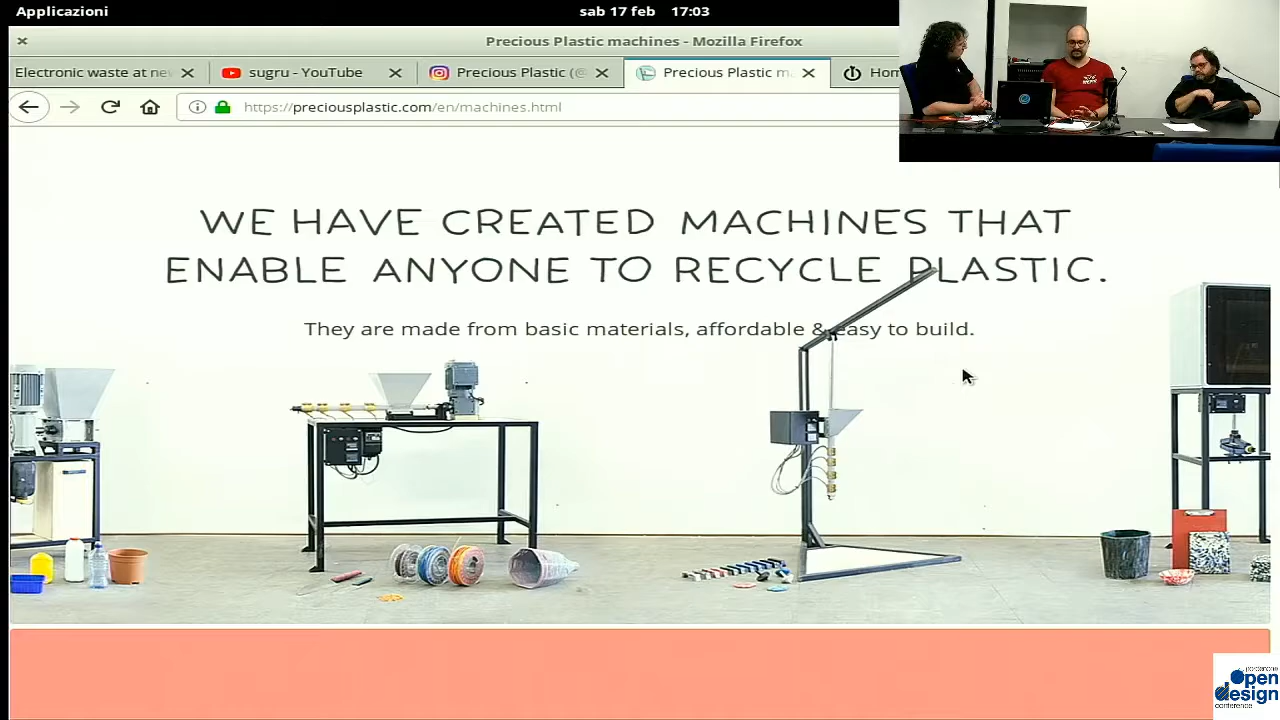 Applicazioni
sab 17 feb 17:03
Precious Plastic machines - Mozilla Firefox
Electronic waste at ne
sugru - YouTube
Precious Plastic (@
Precious Plastic m
Hom
https://preciousplastic.com/en/machines.html
WE HAVE CREATED MACHINES THAT
ENABLE ANYONE TO RECYCLE PLASTIC.
They are made from basic materials, affordable & easy to build.
pordenone
open
design
conference